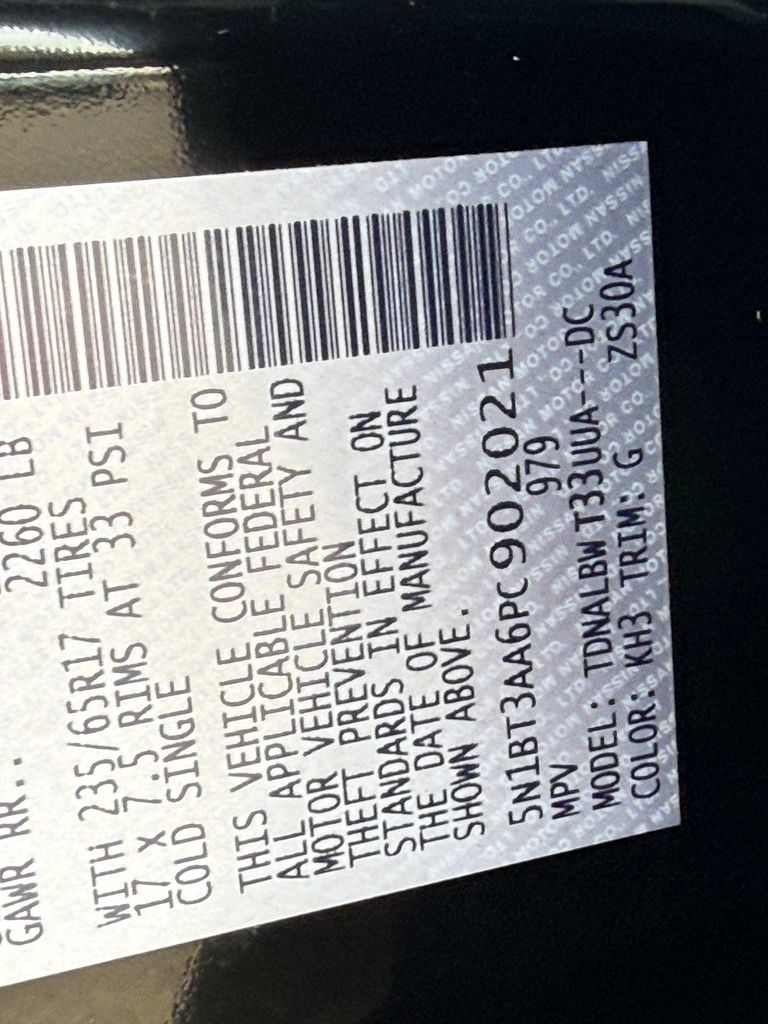 GAWR RR.. 2260 LB
WITH 235/65R17 TIRES
17 X 7.5 RIMS AT 33 PSI
COLD SINGLE
THIS VEHICLE CONFORMS TO
ALL APPLICABLE FEDERAL
MOTOR VEHICLE SAFETY AND
THEFT PREVENTION
STANDARDS IN EFFECT ON
THE DATE OF MANUFACTURE
SHOWN ABOVE.
5N1BT3AA6PC902021
MPV 979
MODEL: TDNALBWT33UUA---DC
COLOR: KH3 TRIM: G ZS30A